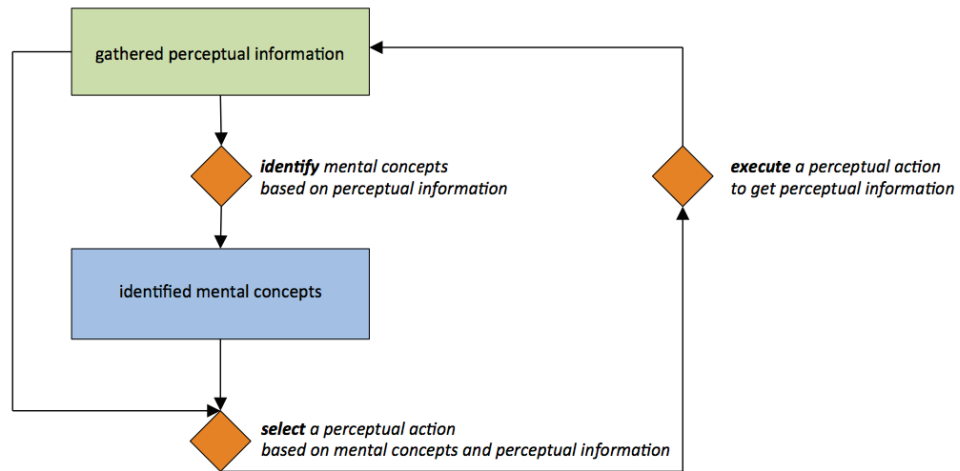 gathered perceptual information
identify mental concepts
based on perceptual information
execute a perceptual action
to get perceptual information
identified mental concepts
select a perceptual action
based on mental concepts and perceptual information